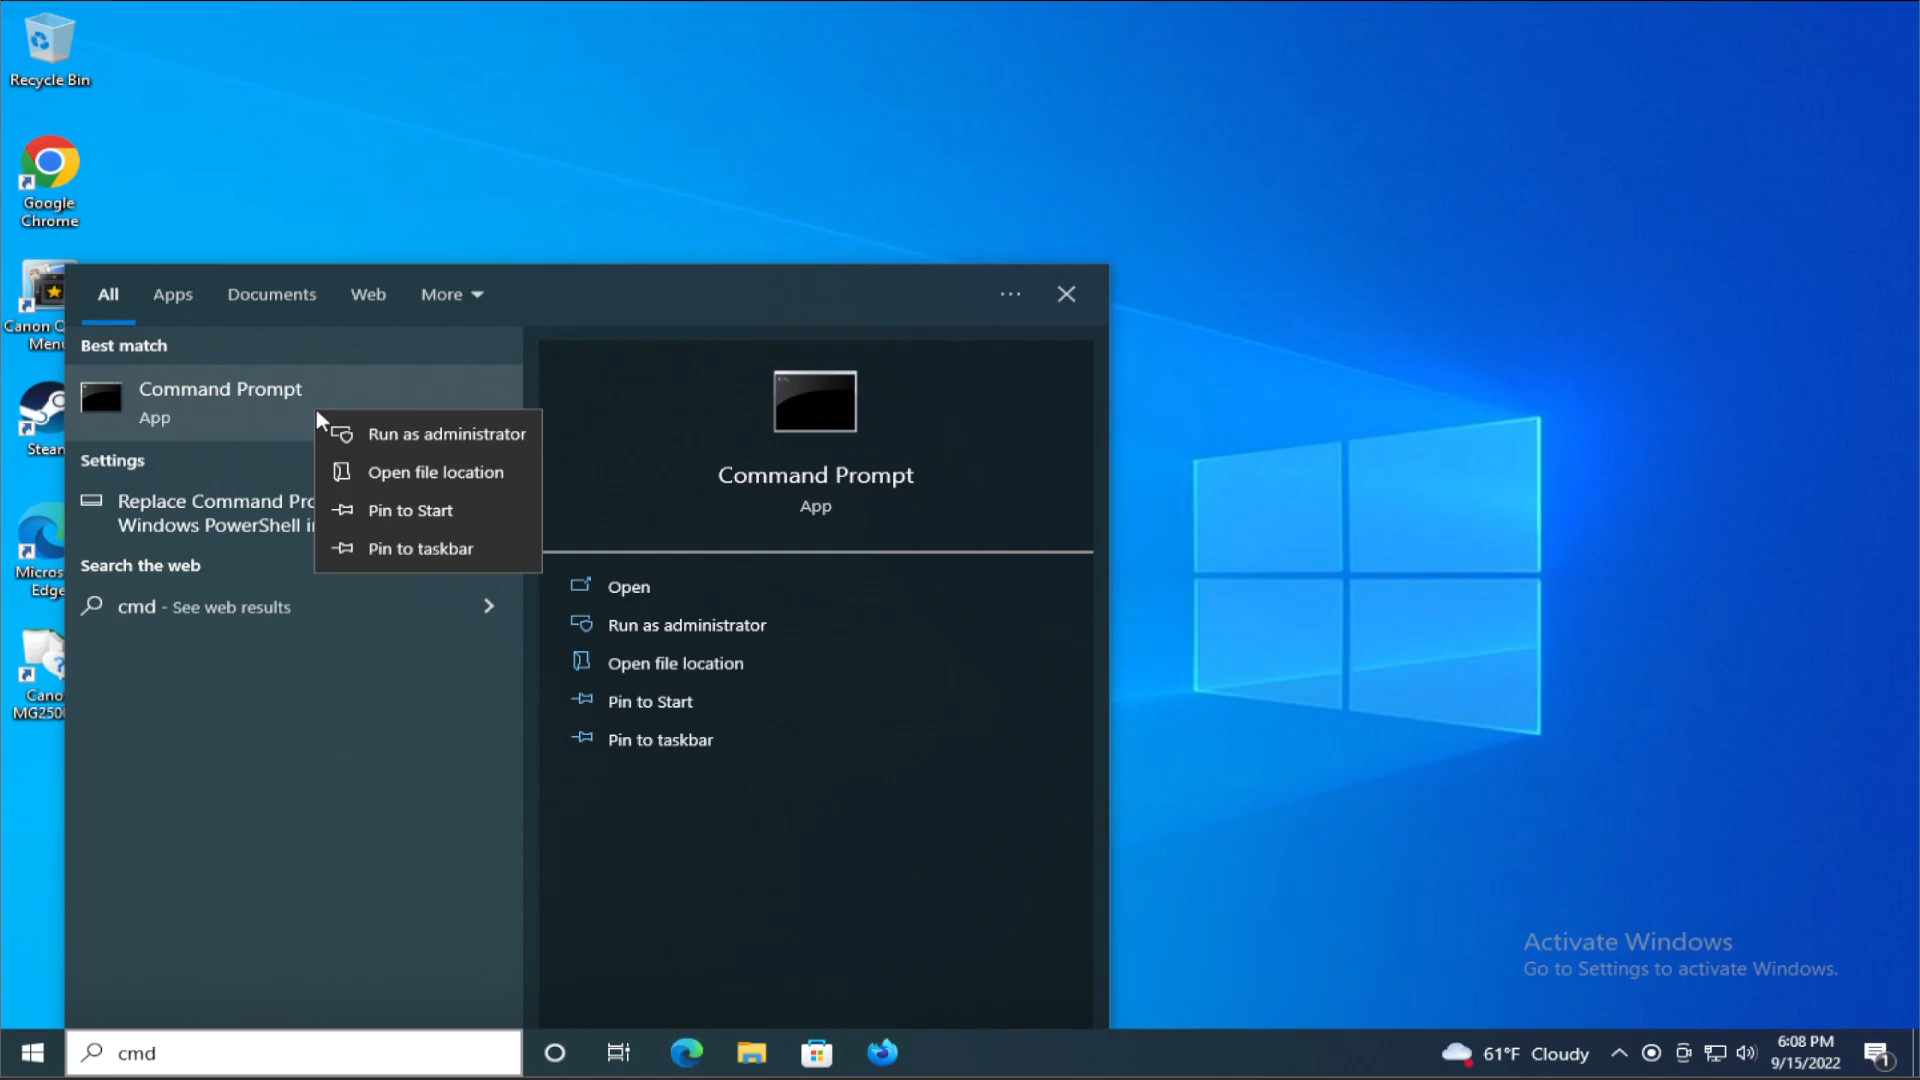 Recycle Bin
Google
Chrome
Canon
Menu
Steam
Micros
Edge
Cano
MG250
All
Apps
Documents
Web
More
Best match
Command Prompt
App
Settings
Replace Command Pro
Windows PowerShell i
Search the web
cmd - See web results
Run as administrator
Open file location
Pin to Start
Pin to taskbar
Command Prompt
App
Open
Run as administrator
Open file location
Pin to Start
Pin to taskbar
Activate Windows
Go to Settings to activate Windows.
cmd
61°F Cloudy
6:08 PM
9/15/2022
1